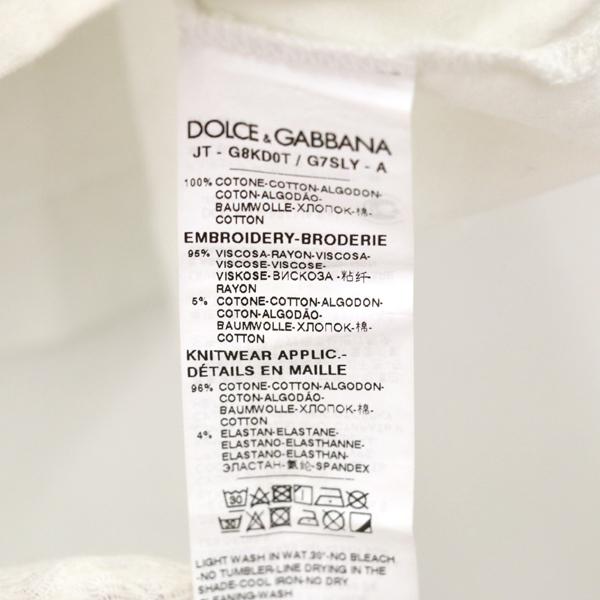 DOLCE & GABBANA
JT - G8KD0T / G7SLY - A
100% COTONE-COTTON-ALGODON-
COTON-ALGODÃO-
BAUMWOLLE-ХЛОПОК-棉-
COTTON
EMBROIDERY-BRODERIE
95% VISCOSA-RAYON-VISCOSA-
VISCOSE-VISCOSE-
VISKOSE-ВИСКОЗА-粘纤-
RAYON
5% COTONE-COTTON-ALGODON-
COTON-ALGODÃO-
BAUMWOLLE-ХЛОПОК-棉-
COTTON
KNITWEAR APPLIC.-
DÉTAILS EN MAILLE
96% COTONE-COTTON-ALGODON-
COTON-ALGODÃO-
BAUMWOLLE-ХЛОПОК-棉-
COTTON
4% ELASTAN-ELASTANE-
ELASTANO-ELASTHANNE-
ELASTANO-ELASTHAN-
ЭЛАСТАН-氨纶-SPANDEX
30
30
LIGHT WASH IN WAT.30°-NO BLEACH
-NO TUMBLER-LINE DRYING IN THE
SHADE-COOL IRON-NO DRY
CLEANING-WASH